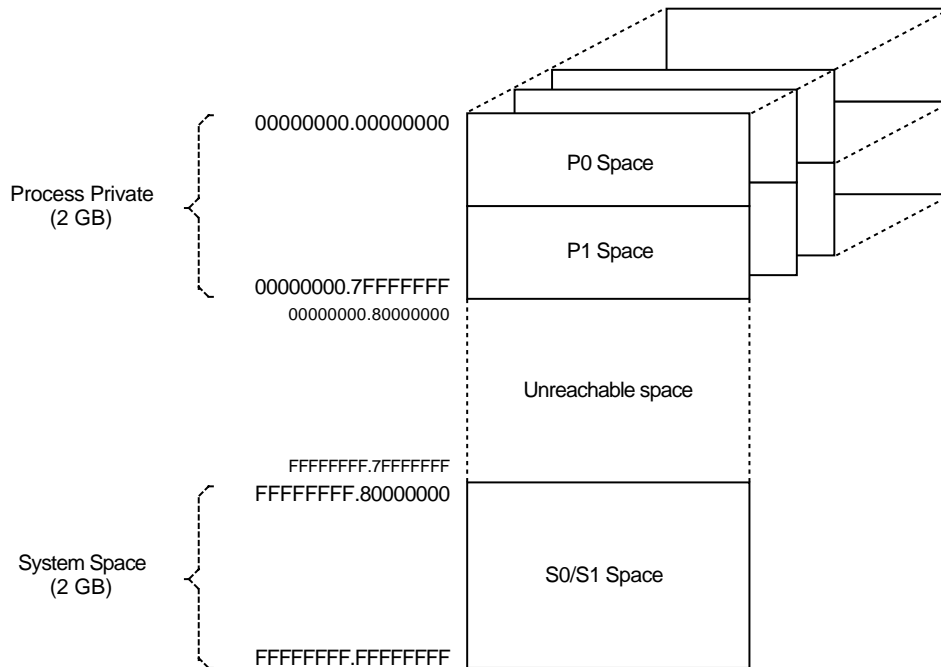 00000000.00000000
P0 Space
Process Private
(2 GB)
P1 Space
00000000.7FFFFFFF
00000000.80000000
Unreachable space
FFFFFFFF.7FFFFFFF
FFFFFFFF.80000000
System Space
(2 GB)
S0/S1 Space
FFFFFFFF.FFFFFFFF